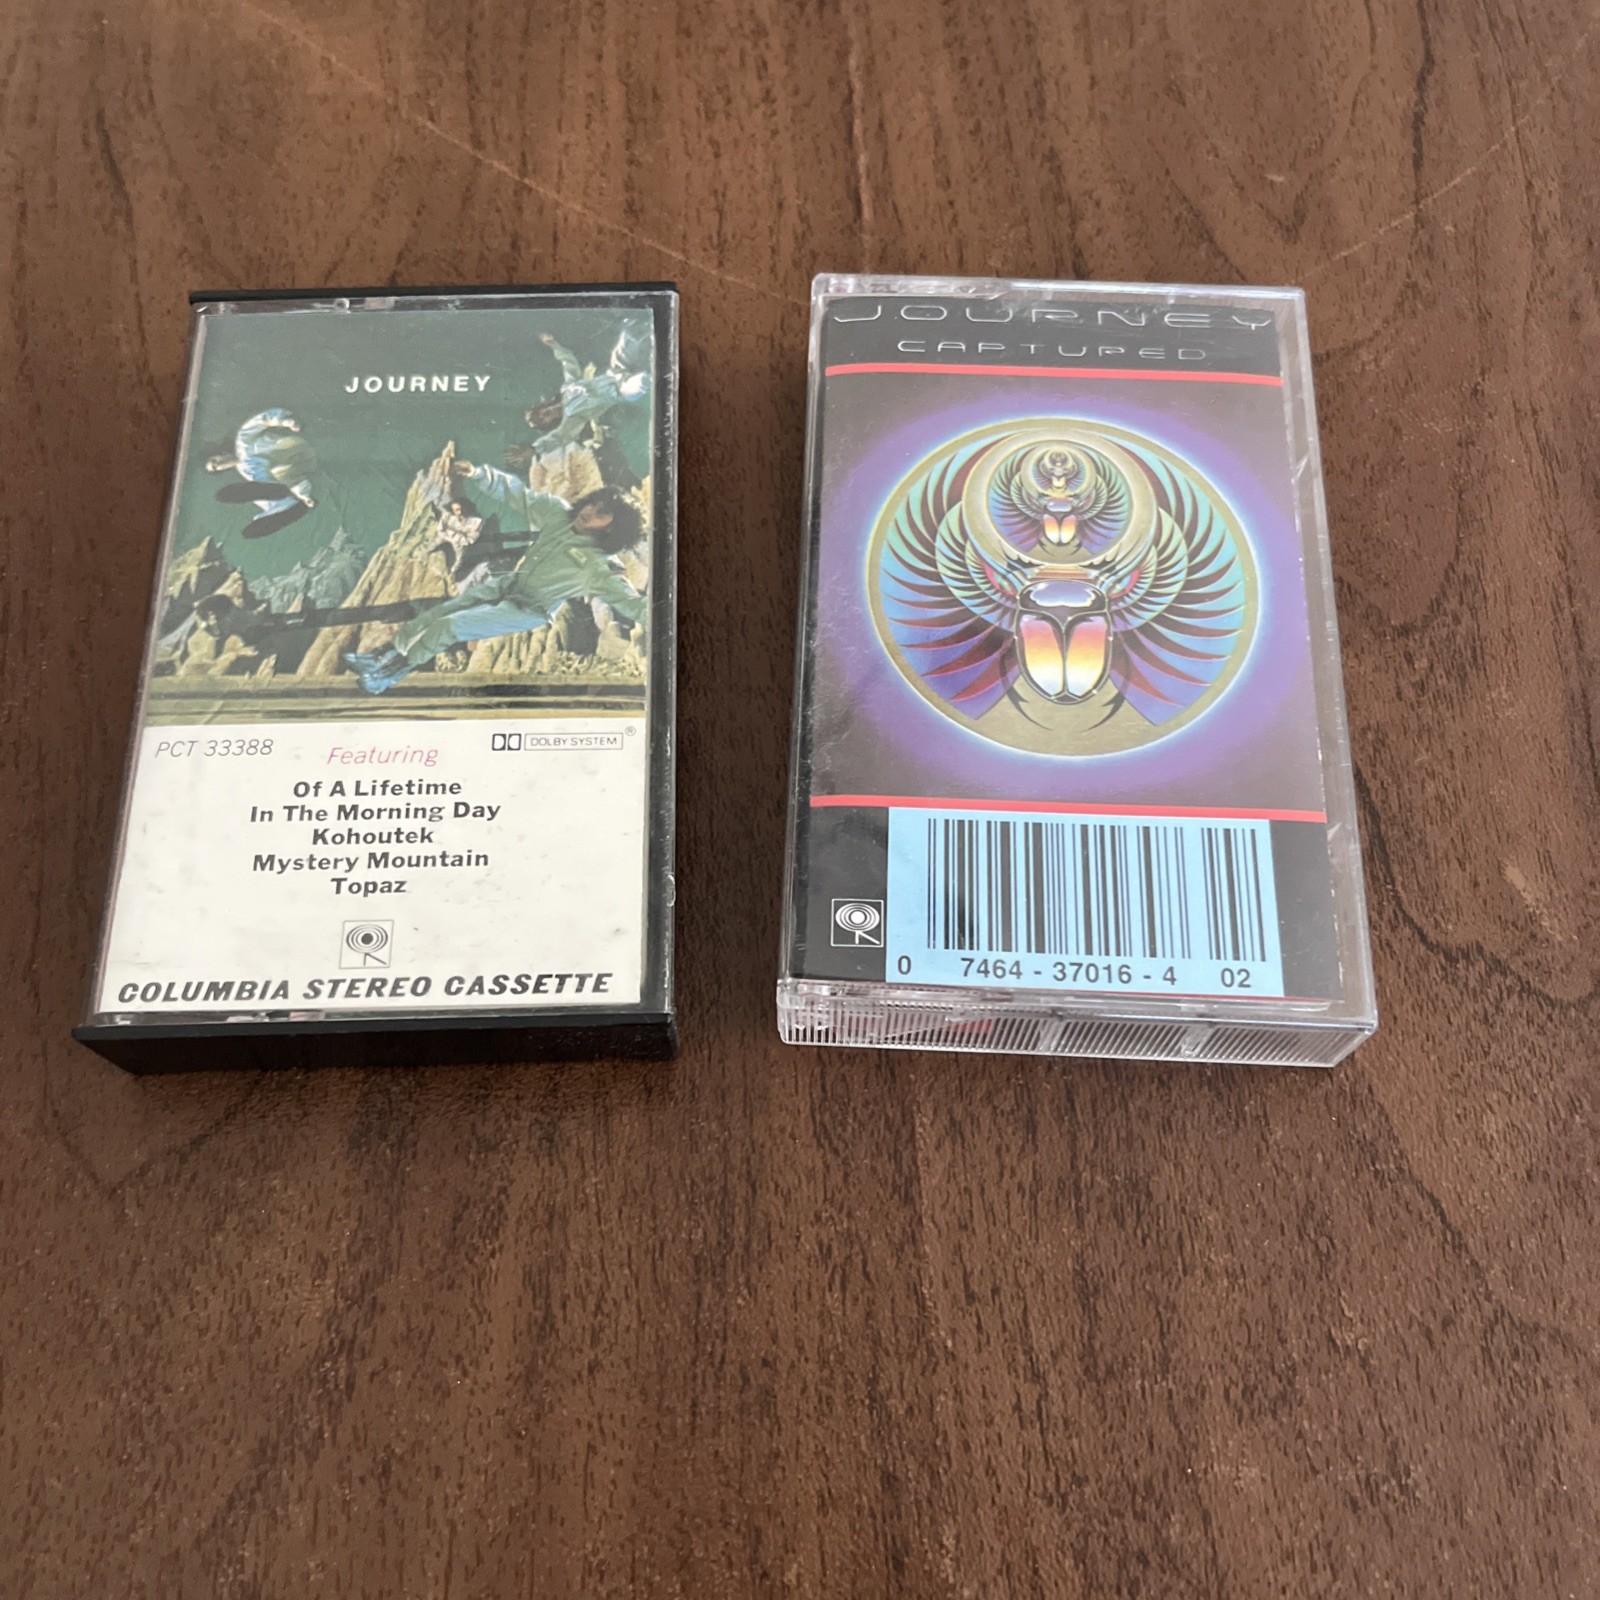 JOURNEY
PCT 33388
Featuring
DOLBY SYSTEM®
Of A Lifetime
In The Morning Day
Kohoutek
Mystery Mountain
Topaz
COLUMBIA STEREO CASSETTE
JOURNEY
CAPTURED
0 7464 - 37016 - 4 02